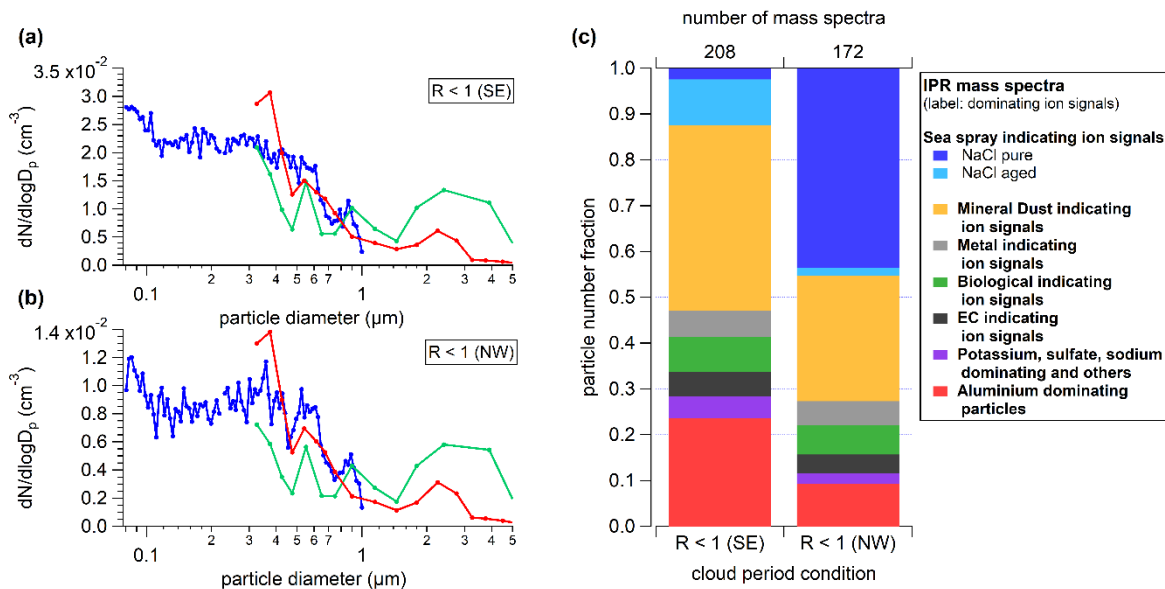 (a)
3.5 x10⁻²
3.0
2.5
2.0
1.5
1.0
0.5
0.0
dN/dlogDₚ (cm⁻³)
R < 1 (SE)
0.1
2
3
4
5
6
7
1
2
3
4
5
particle diameter (µm)
(b)
1.4 x10⁻²
1.2
1.0
0.8
0.6
0.4
0.2
0.0
dN/dlogDₚ (cm⁻³)
R < 1 (NW)
0.1
2
3
4
5
6
7
1
2
3
4
5
particle diameter (µm)
(c)
number of mass spectra
208
172
1.0
0.9
0.8
0.7
0.6
0.5
0.4
0.3
0.2
0.1
0.0
particle number fraction
R < 1 (SE)
R < 1 (NW)
cloud period condition
IPR mass spectra
(label: dominating ion signals)
Sea spray indicating ion signals
NaCl pure
NaCl aged
Mineral Dust indicating
ion signals
Metal indicating
ion signals
Biological indicating
ion signals
EC indicating
ion signals
Potassium, sulfate, sodium
dominating and others
Aluminium dominating
particles